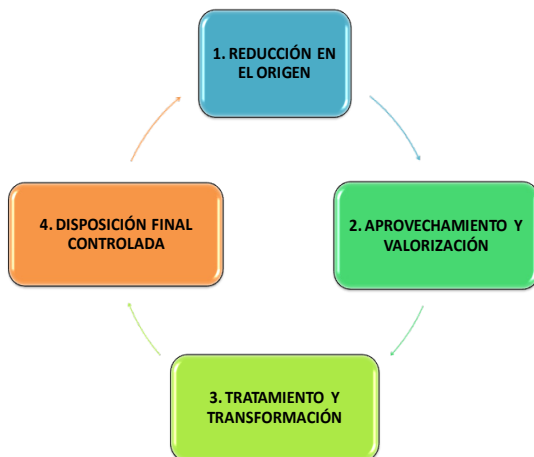 1. REDUCCIÓN EN
EL ORIGEN
2. APROVECHAMIENTO Y
VALORIZACIÓN
3. TRATAMIENTO Y
TRANSFORMACIÓN
4. DISPOSICIÓN FINAL
CONTROLADA